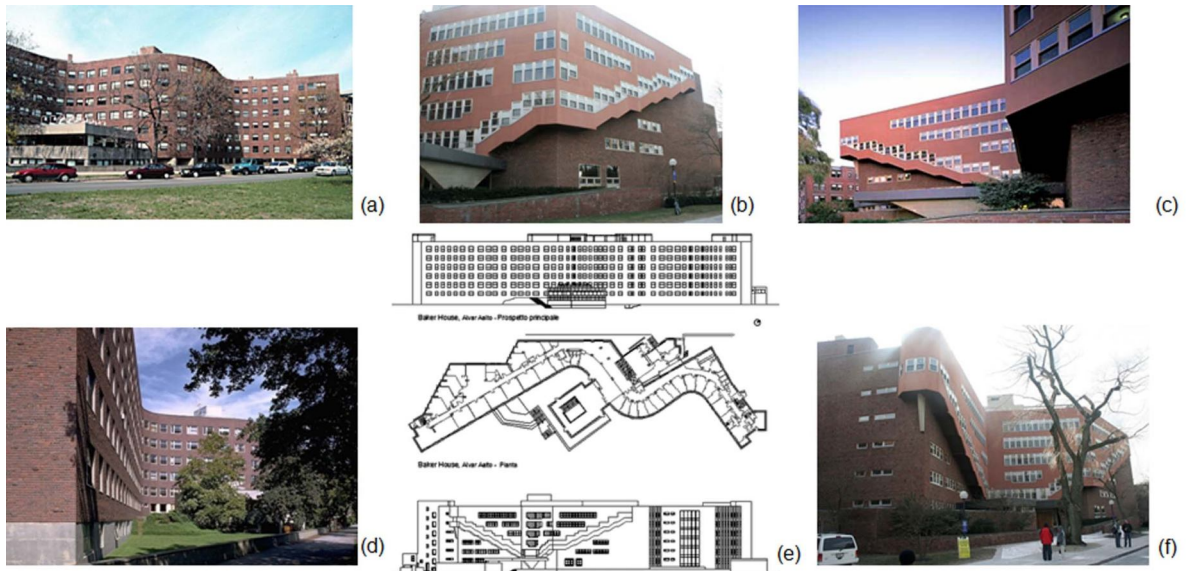 (a)
(b)
(c)
Baker House, Alvar Aalto - Prospetto principale
Baker House, Alvar Aalto - Pianta
(d)
(e)
(f)